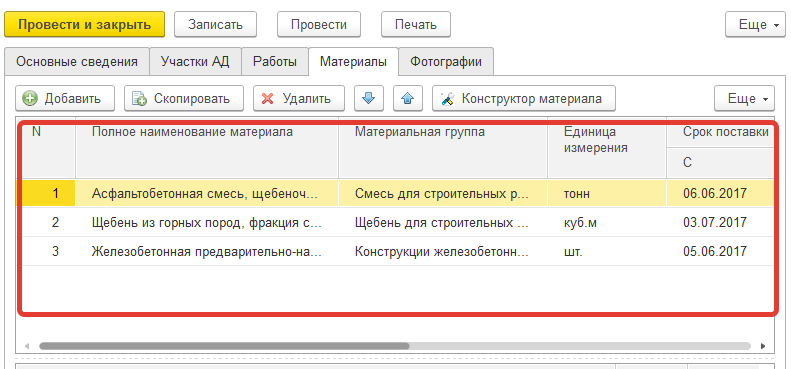 Провести и закрыть Записать Провести Печать Еще
Основные сведения Участки АД Работы Материалы Фотографии
Добавить Скопировать Удалить Конструктор материала Еще
N Полное наименование материала Материальная группа Единица измерения Срок поставки
С
1 Асфальтобетонная смесь, щебеноч... Смесь для строительных р... тонн 06.06.2017
2 Щебень из горных пород, фракция с... Щебень для строительных ... куб.м 03.07.2017
3 Железобетонная предварительно-на... Конструкции железобетонн... шт. 05.06.2017